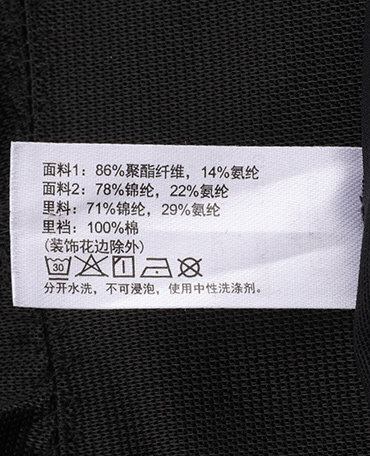 面料1：86%聚酯纤维，14%氨纶
面料2：78%锦纶，22%氨纶
里料：71%锦纶，29%氨纶
里裆：100%棉
(装饰花边除外)
30
分开水洗，不可浸泡，使用中性洗涤剂。